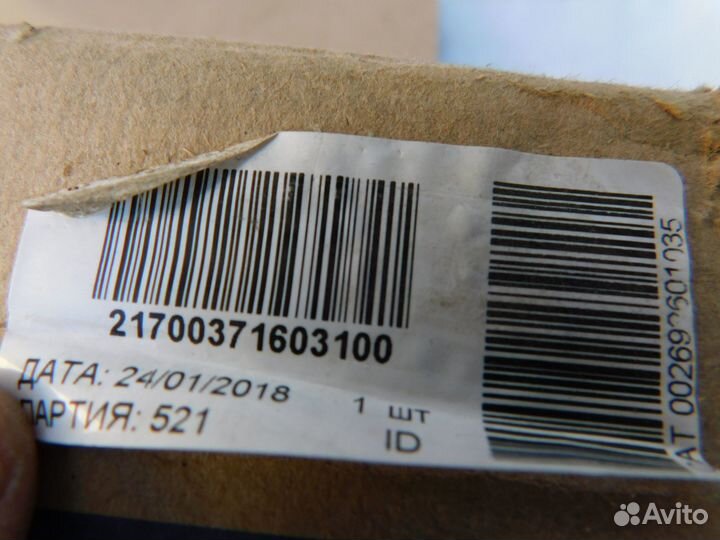 21700371603100
ДАТА: 24/01/2018
ПАРТИЯ: 521
1 шт
ID
Avito